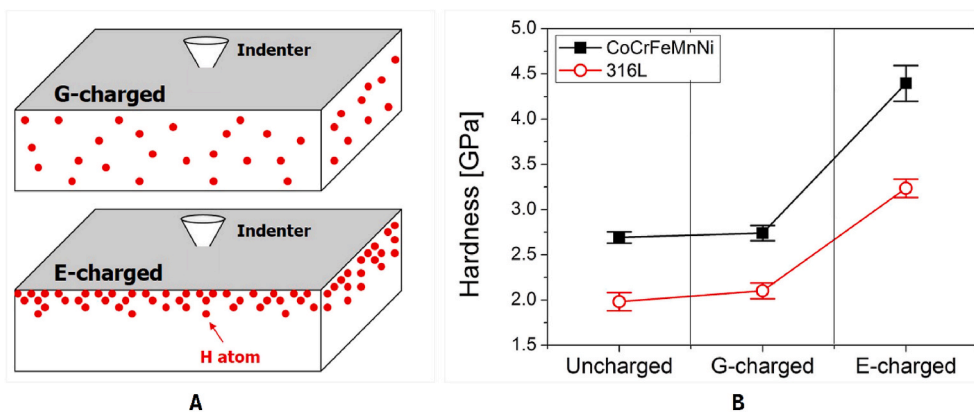 Indenter
G-charged
Indenter
E-charged
H atom
A
5.0
4.5
4.0
3.5
3.0
2.5
2.0
1.5
Hardness [GPa]
CoCrFeMnNi
316L
Uncharged G-charged E-charged
B